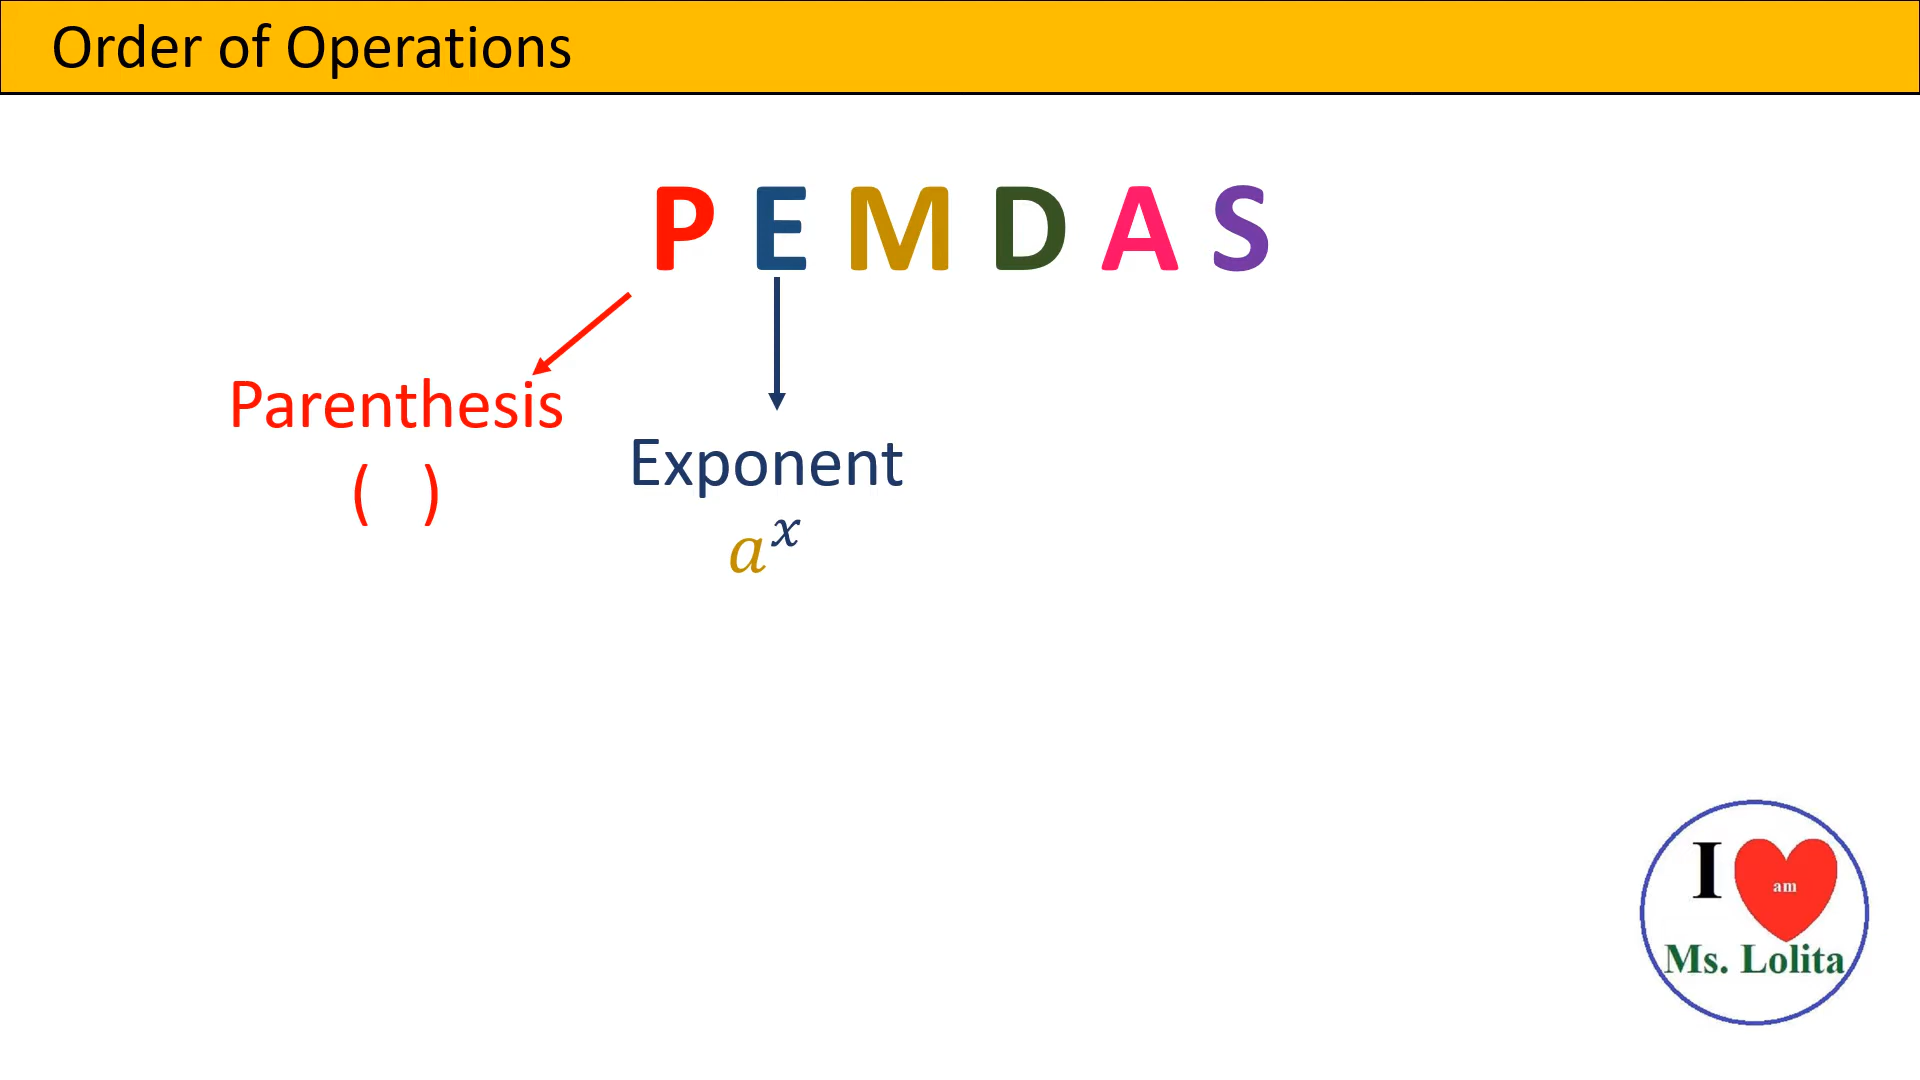 Order of Operations
P E M D A S
Parenthesis
( )
Exponent
a^x
I am
Ms. Lolita